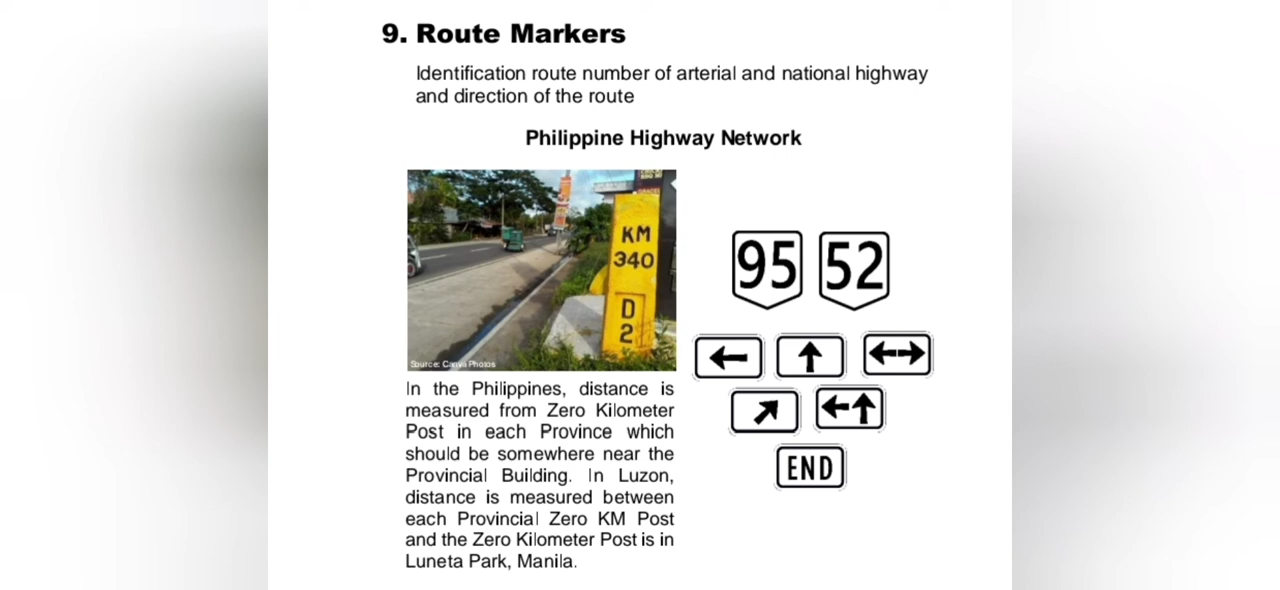 9. Route Markers
Identification route number of arterial and national highway
and direction of the route
Philippine Highway Network
KM
340
D
2
Source: Canva Photos
95 52
END
In the Philippines, distance is
measured from Zero Kilometer
Post in each Province which
should be somewhere near the
Provincial Building. In Luzon,
distance is measured between
each Provincial Zero KM Post
and the Zero Kilometer Post is in
Luneta Park, Manila.